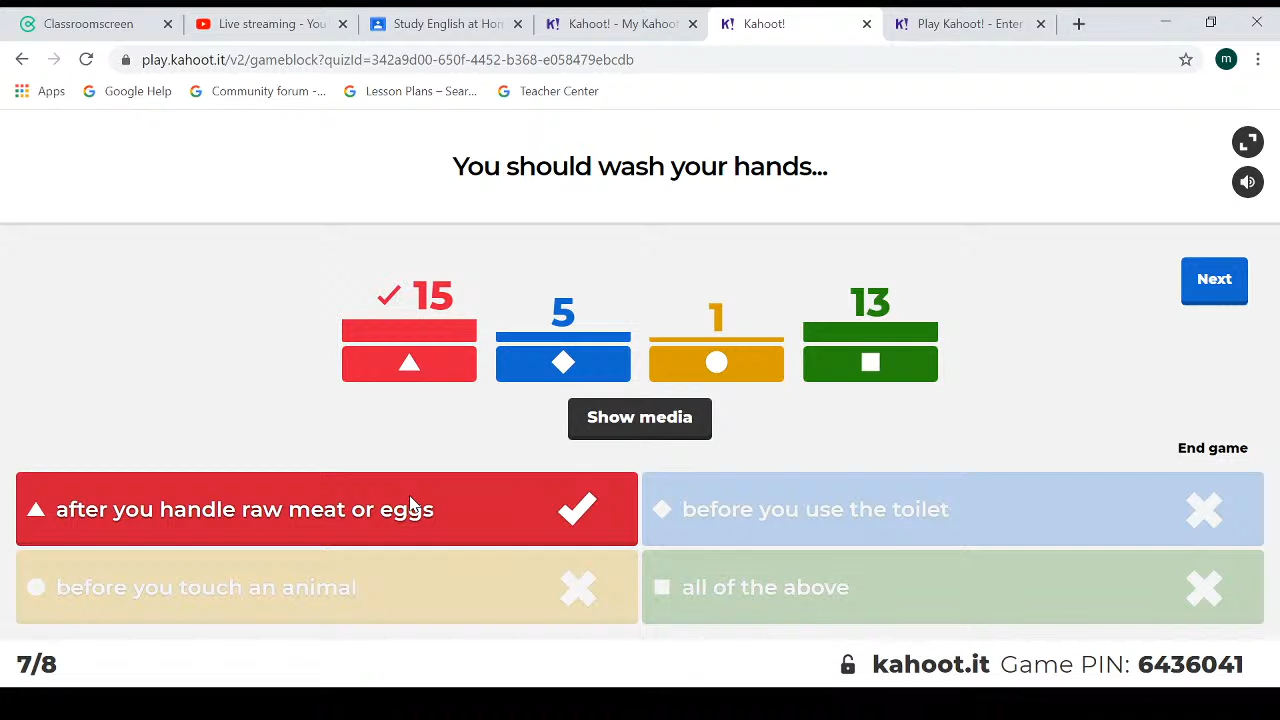 Classroomscreen
Live streaming - You
Study English at Hom
K! Kahoot! - My Kahoot
K! Kahoot!
K! Play Kahoot! - Enter
play.kahoot.it/v2/gameblock?quizId=342a9d00-650f-4452-b368-e058479ebcdb
m
Apps
Google Help
Community forum -...
Lesson Plans – Sear...
Teacher Center
You should wash your hands...
15
5
1
13
Next
Show media
End game
after you handle raw meat or eggs
before you use the toilet
before you touch an animal
all of the above
7/8
kahoot.it Game PIN: 6436041